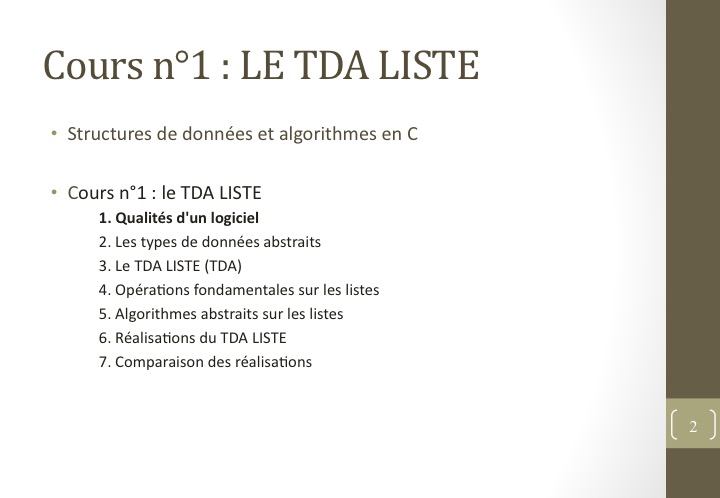 Cours n°1 : LE TDA LISTE
• Structures de données et algorithmes en C
• Cours n°1 : le TDA LISTE
1. Qualités d'un logiciel
2. Les types de données abstraits
3. Le TDA LISTE (TDA)
4. Opérations fondamentales sur les listes
5. Algorithmes abstraits sur les listes
6. Réalisations du TDA LISTE
7. Comparaison des réalisations
2